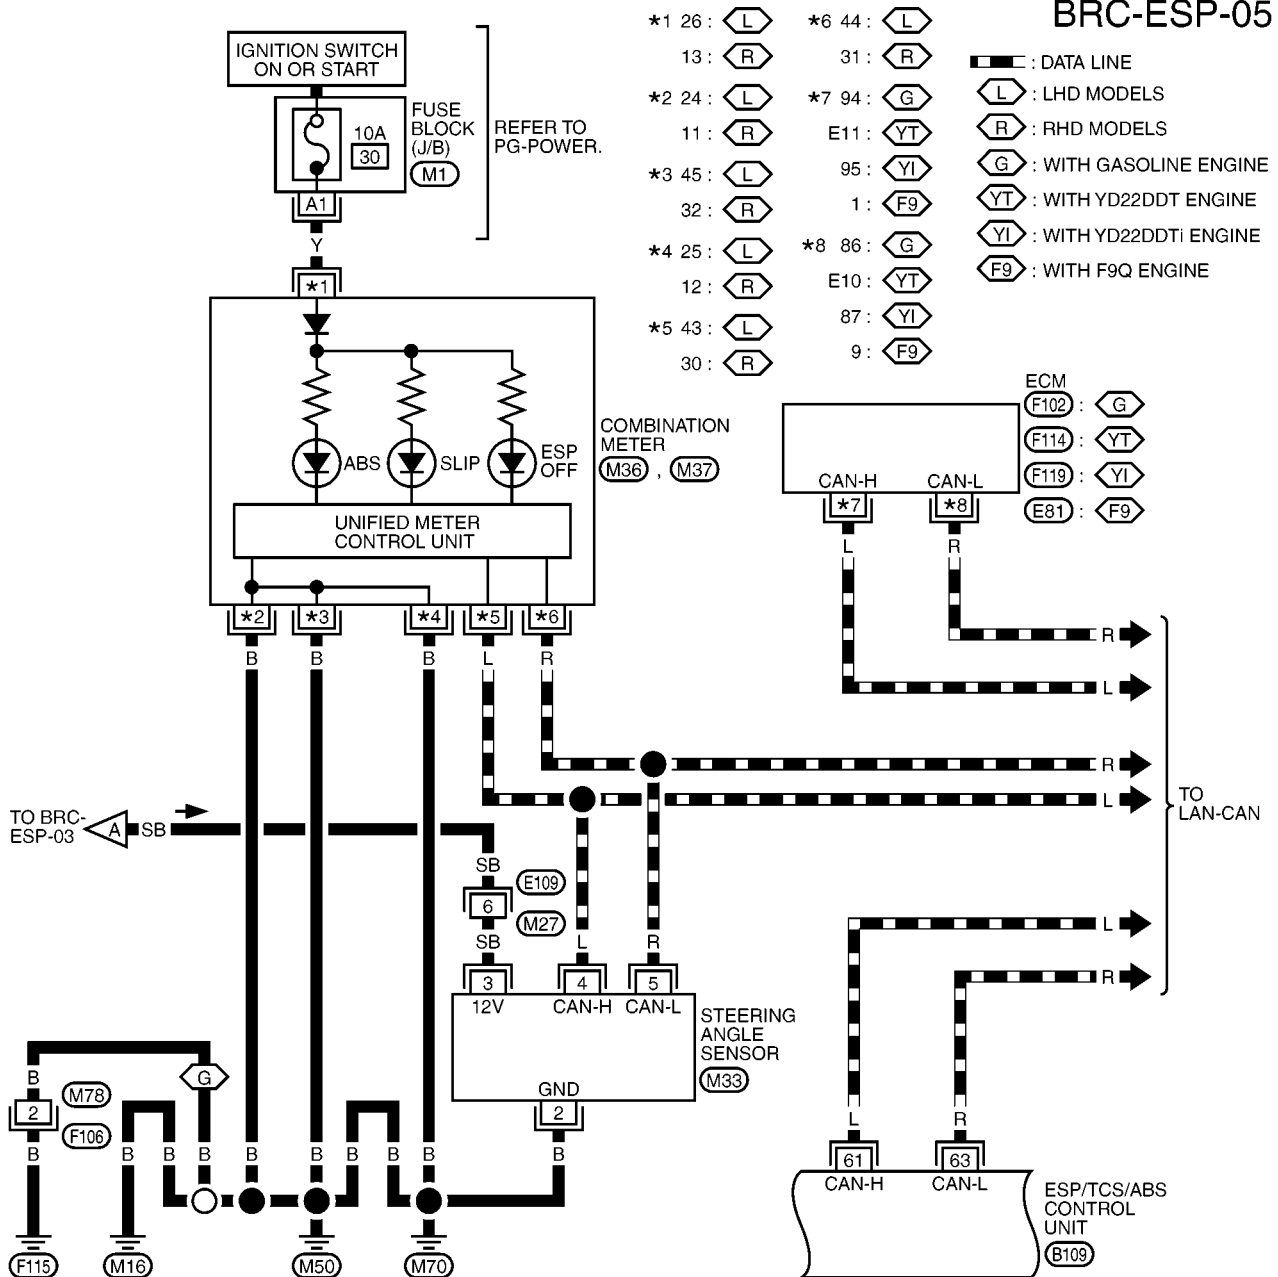 BRC-ESP-05
IGNITION SWITCH
ON OR START
10A
30
FUSE
BLOCK
(J/B)
M1
REFER TO
PG-POWER.
A1
Y
*1
*1 26 : L
13 : R
*2 24 : L
11 : R
*3 45 : L
32 : R
*4 25 : L
12 : R
*5 43 : L
30 : R
*6 44 : L
31 : R
*7 94 : G
E11 : YT
95 : YI
1 : F9
*8 86 : G
E10 : YT
87 : YI
9 : F9
: DATA LINE
L : LHD MODELS
R : RHD MODELS
G : WITH GASOLINE ENGINE
YT : WITH YD22DDT ENGINE
YI : WITH YD22DDTi ENGINE
F9 : WITH F9Q ENGINE
ABS
SLIP
ESP
OFF
COMBINATION
METER
M36 , M37
UNIFIED METER
CONTROL UNIT
*2 *3 *4 *5 *6
B B B L R
ECM
F102 : G
F114 : YT
F119 : YI
E81 : F9
CAN-H CAN-L
*7 *8
L R
R
L
R
L
TO
LAN-CAN
L
R
TO BRC-
ESP-03
A
SB
SB
E109
6
M27
SB L R
3 4 5
12V CAN-H CAN-L
STEERING
ANGLE
SENSOR
M33
GND
2
B
G
B
M78
2
F106
B B B B B B B B
F115 M16 M50 M70
L R
61 63
CAN-H CAN-L
ESP/TCS/ABS
CONTROL
UNIT
B109